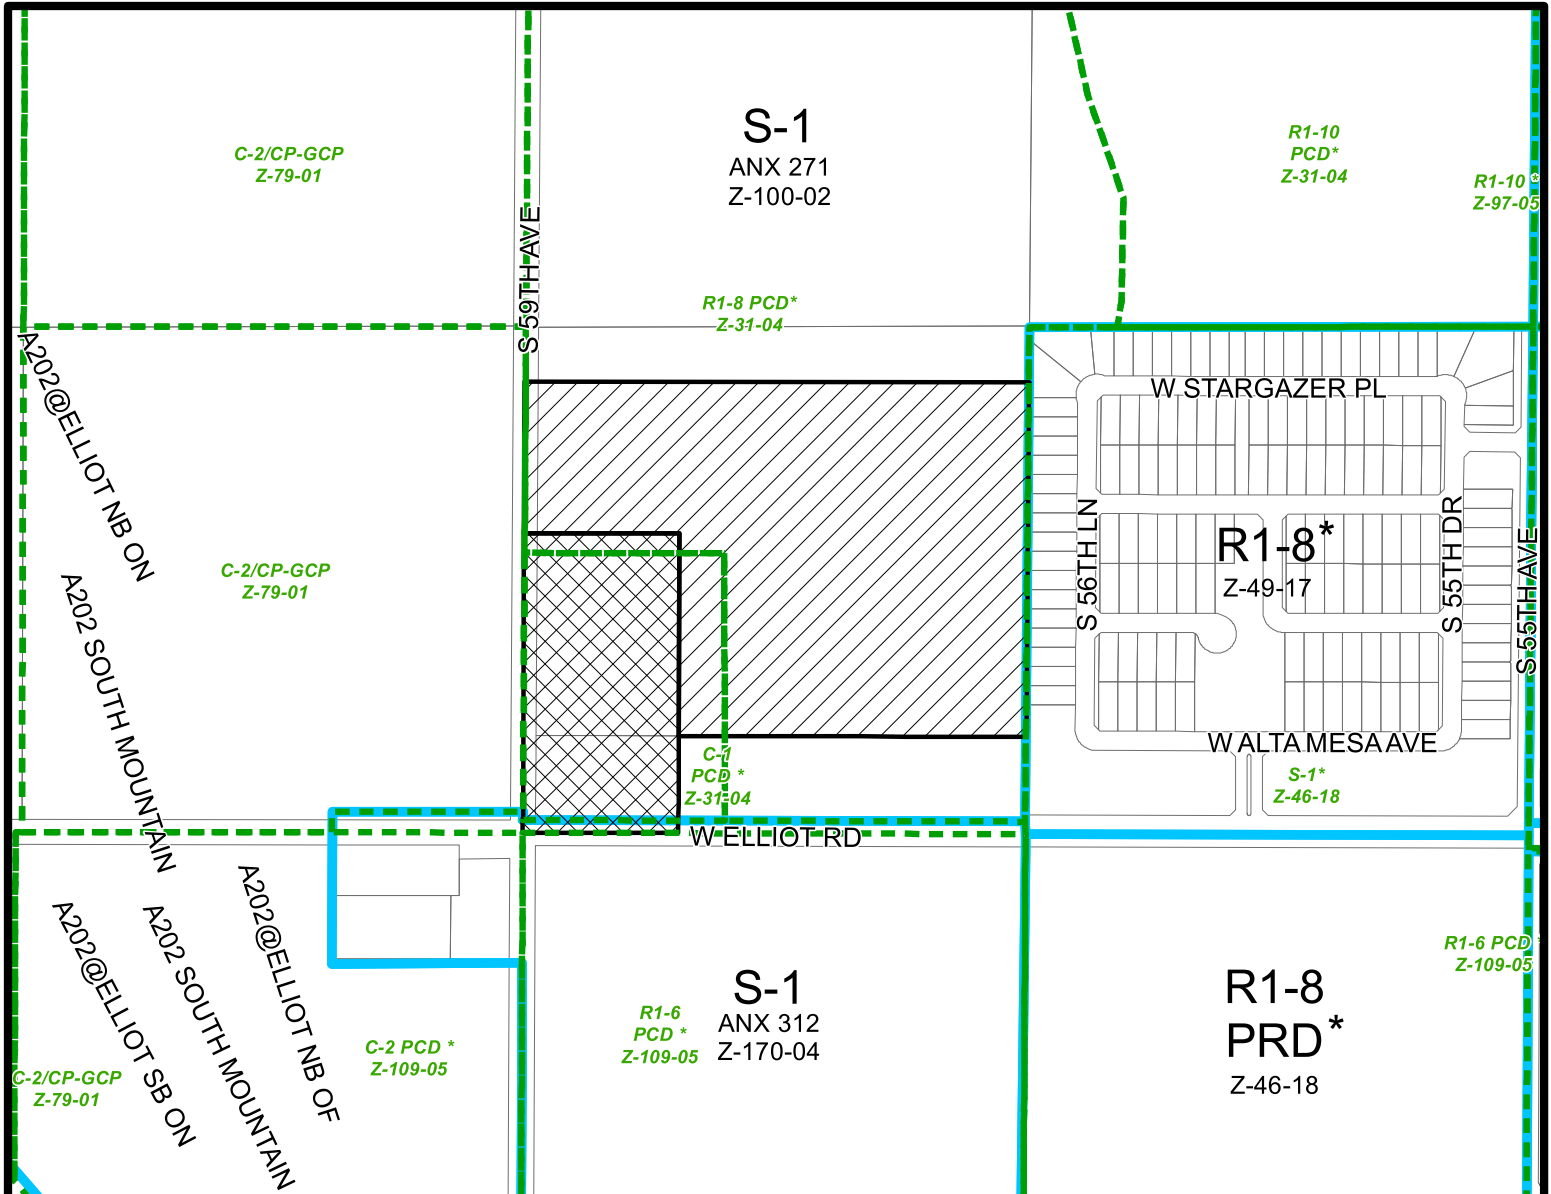 S-1
ANX 271
Z-100-02
C-2/CP-GCP
Z-79-01
R1-10
PCD*
Z-31-04
R1-10 *
Z-97-05
S 59TH AVE
R1-8 PCD*
Z-31-04
A202@ELLIOT NB ON
W STARGAZER PL
C-2/CP-GCP
Z-79-01
S 56TH LN
R1-8*
Z-49-17
S 55TH DR
S 55TH AVE
A202 SOUTH MOUNTAIN
C-1
PCD *
Z-31-04
W ALTA MESA AVE
S-1*
Z-46-18
W ELLIOT RD
A202@ELLIOT SB ON
A202 SOUTH MOUNTAIN
A202@ELLIOT NB OF
C-2 PCD *
Z-109-05
C-2/CP-GCP
Z-79-01
R1-6
PCD *
Z-109-05
S-1
ANX 312
Z-170-04
R1-8
PRD*
Z-46-18
R1-6 PCD *
Z-109-05